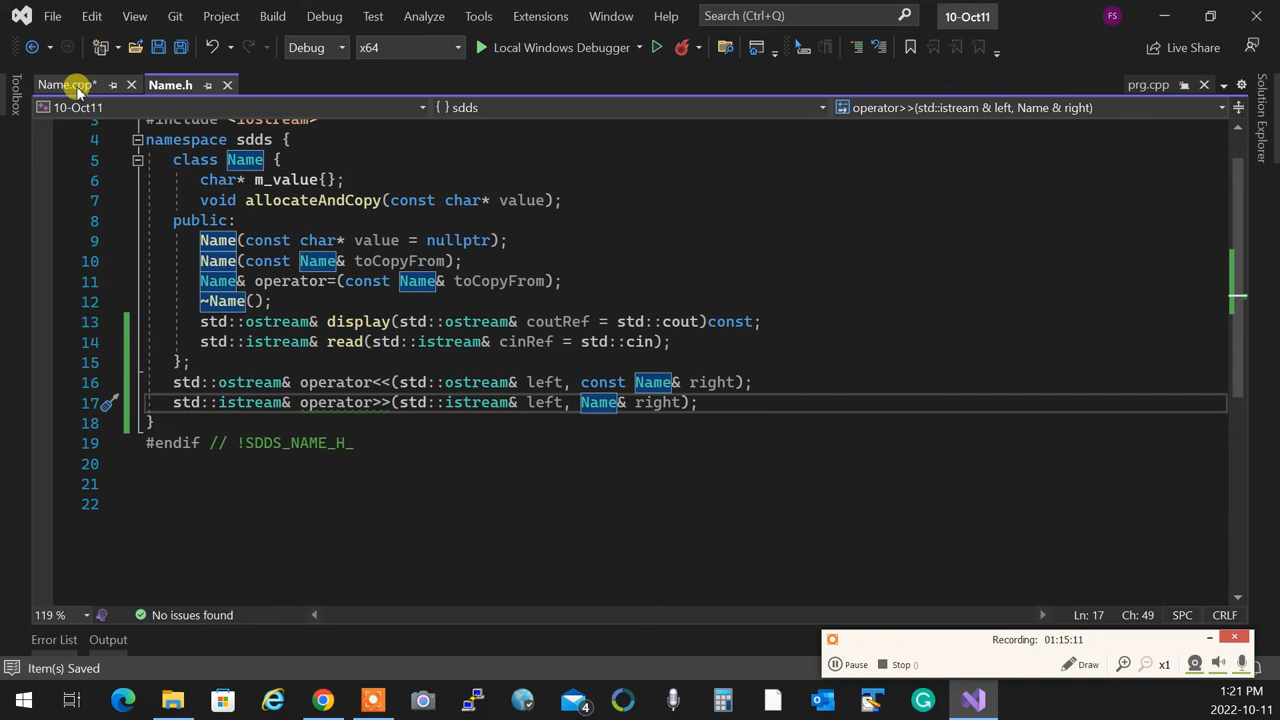 File Edit View Git Project Build Debug Test Analyze Tools Extensions Window Help Search (Ctrl+Q) 10-Oct11 FS
Debug x64 Local Windows Debugger Live Share
Name.cpp* Name.h prg.cpp
10-Oct11 {} sdds operator>>(std::istream & left, Name & right)
Toolbox
Solution Explorer
3 #include <iostream>
4 namespace sdds {
5 class Name {
6 char* m_value{};
7 void allocateAndCopy(const char* value);
8 public:
9 Name(const char* value = nullptr);
10 Name(const Name& toCopyFrom);
11 Name& operator=(const Name& toCopyFrom);
12 ~Name();
13 std::ostream& display(std::ostream& coutRef = std::cout)const;
14 std::istream& read(std::istream& cinRef = std::cin);
15 };
16 std::ostream& operator<<(std::ostream& left, const Name& right);
17 std::istream& operator>>(std::istream& left, Name& right);
18 }
19 #endif // !SDDS_NAME_H_
20
21
22
119 % No issues found Ln: 17 Ch: 49 SPC CRLF
Error List Output
Recording: 01:15:11
Pause Stop () Draw x1
Item(s) Saved
4
1:21 PM
2022-10-11